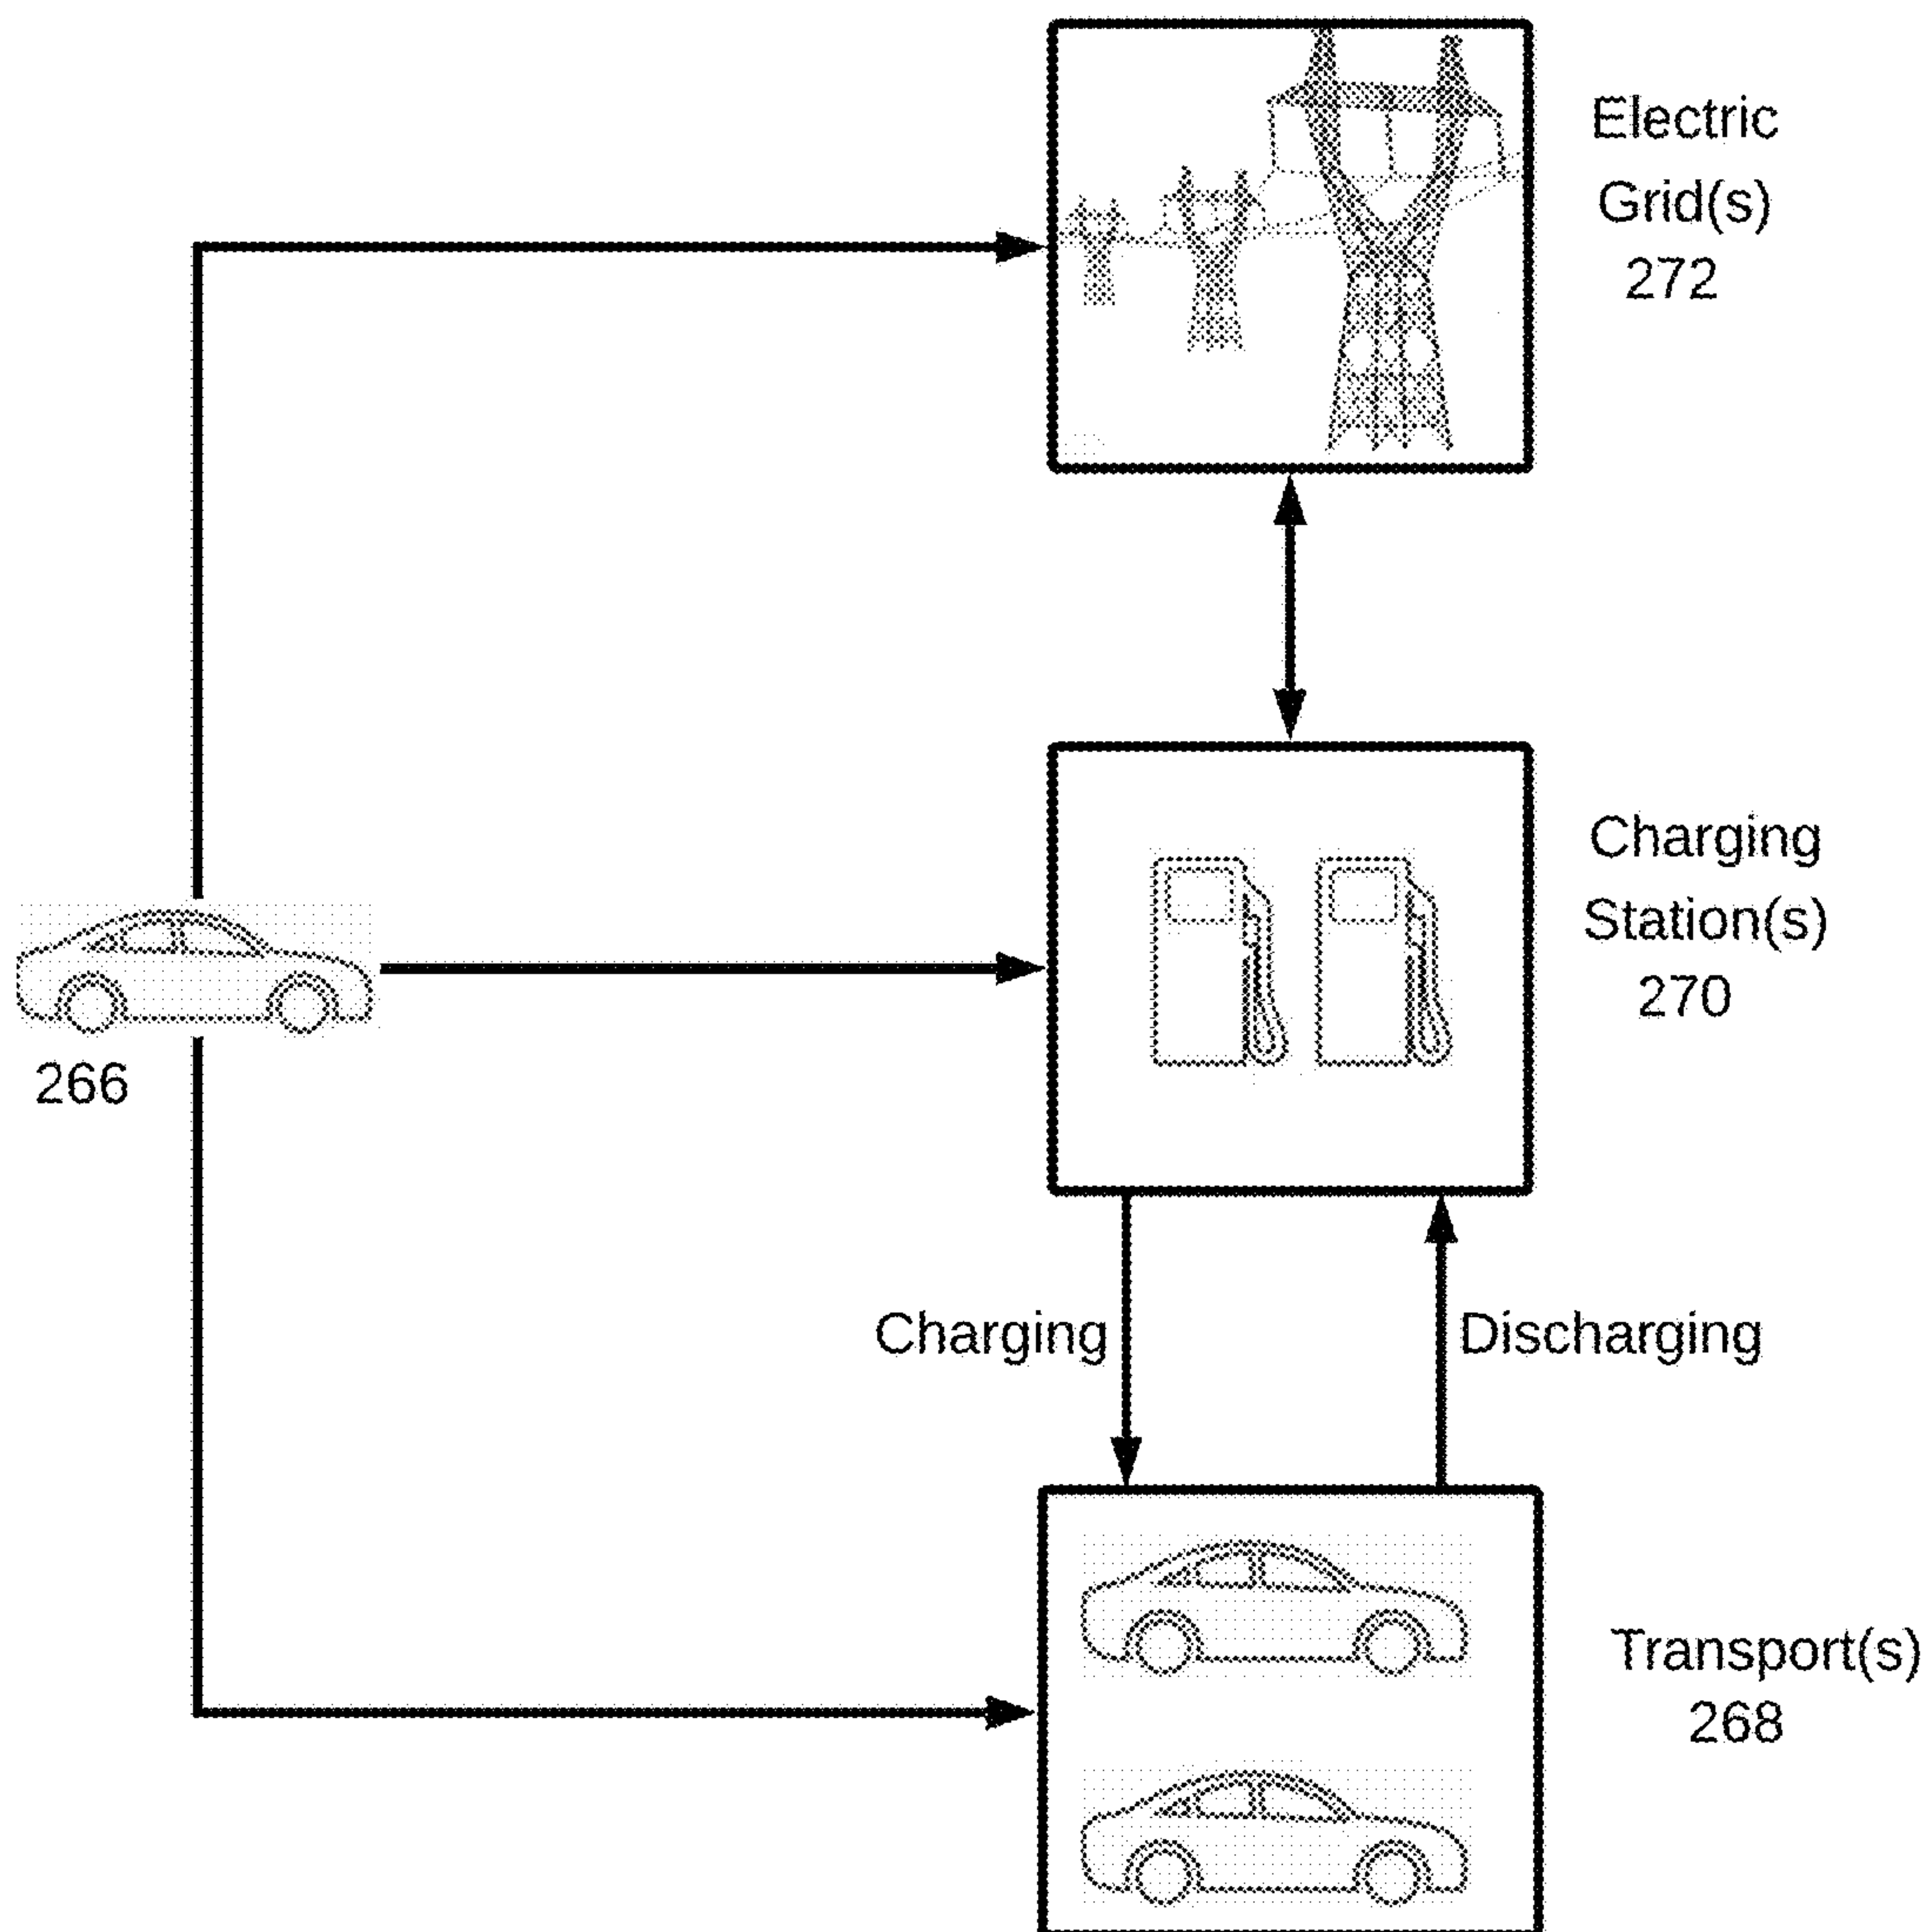 Electric
Grid(s)
272
Charging
Station(s)
270
266
Charging
Discharging
Transport(s)
268